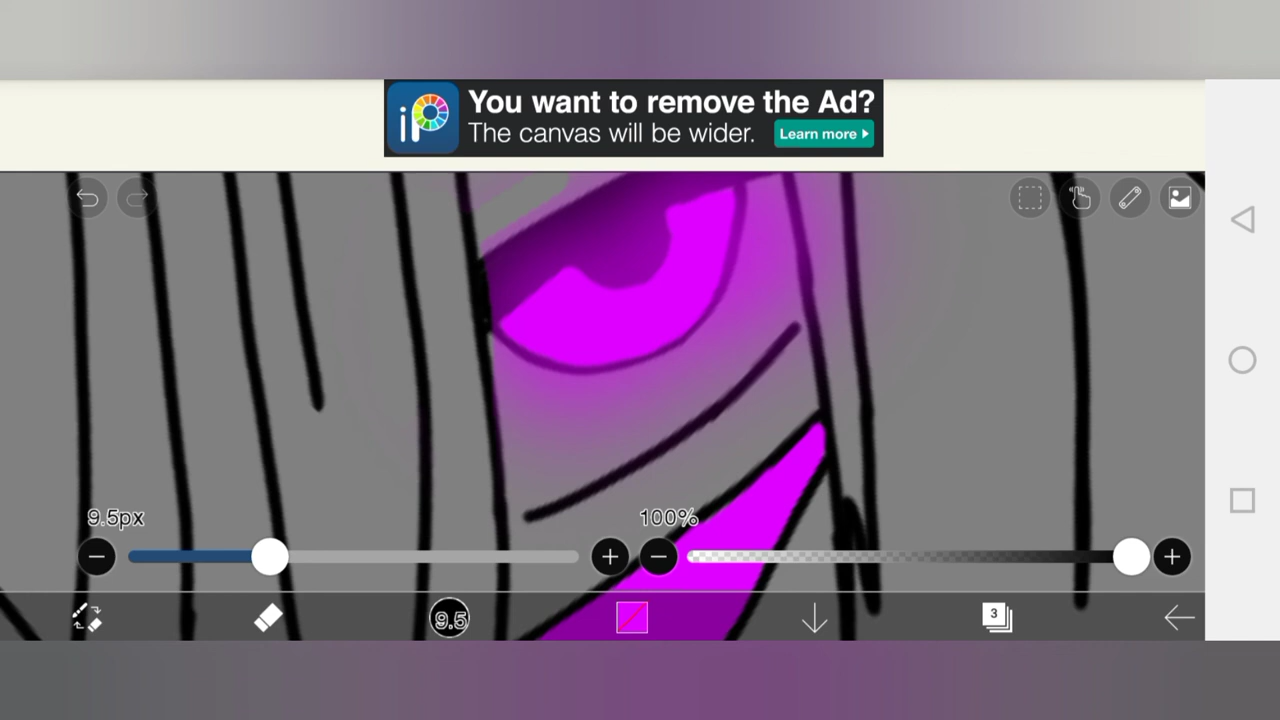 iP
You want to remove the Ad?
The canvas will be wider.
Learn more
9.5px
100%
9.5
3